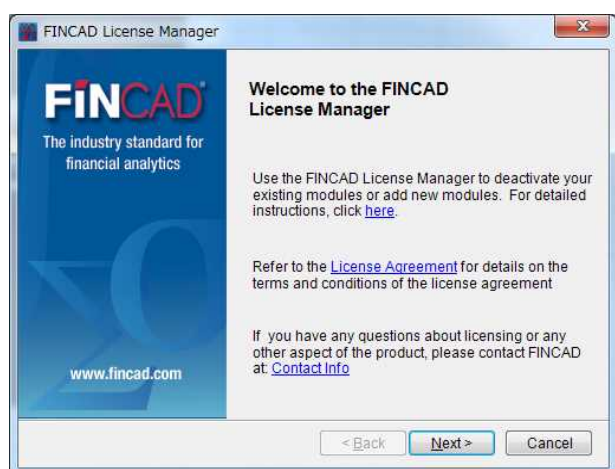 FINCAD License Manager
FINCAD®
The industry standard for
financial analytics
www.fincad.com
Welcome to the FINCAD
License Manager
Use the FINCAD License Manager to deactivate your
existing modules or add new modules. For detailed
instructions, click here.
Refer to the License Agreement for details on the
terms and conditions of the license agreement
If you have any questions about licensing or any
other aspect of the product, please contact FINCAD
at: Contact Info
< Back
Next >
Cancel